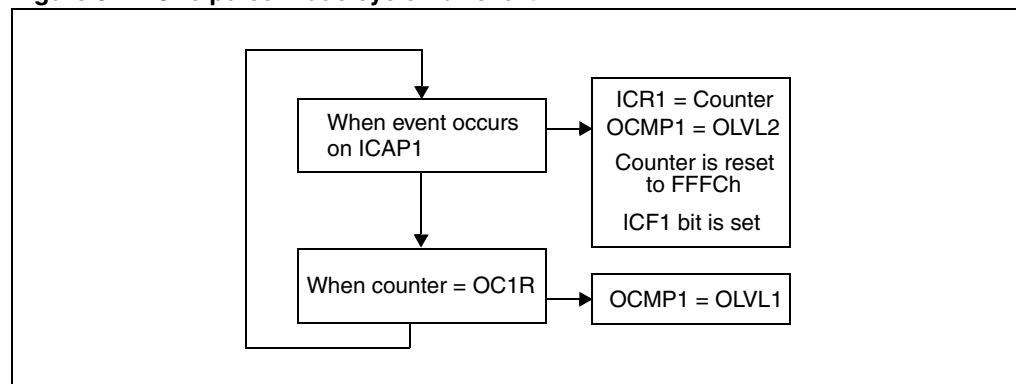 When event occurs
on ICAP1
ICR1 = Counter
OCMP1 = OLVL2
Counter is reset
to FFFCh
ICF1 bit is set
When counter = OC1R
OCMP1 = OLVL1